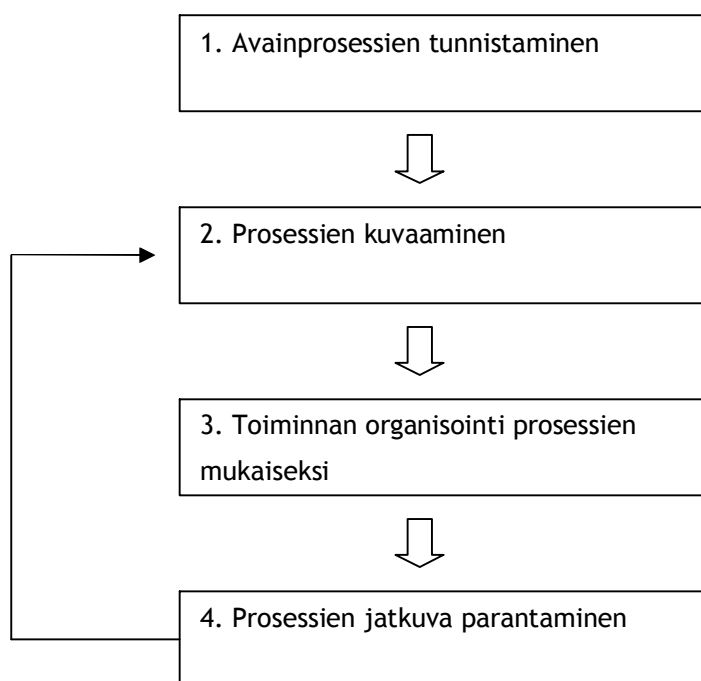 1. Avainprosessien tunnistaminen
2. Prosessien kuvaaminen
3. Toiminnan organisointi prosessien
mukaiseksi
4. Prosessien jatkuva parantaminen